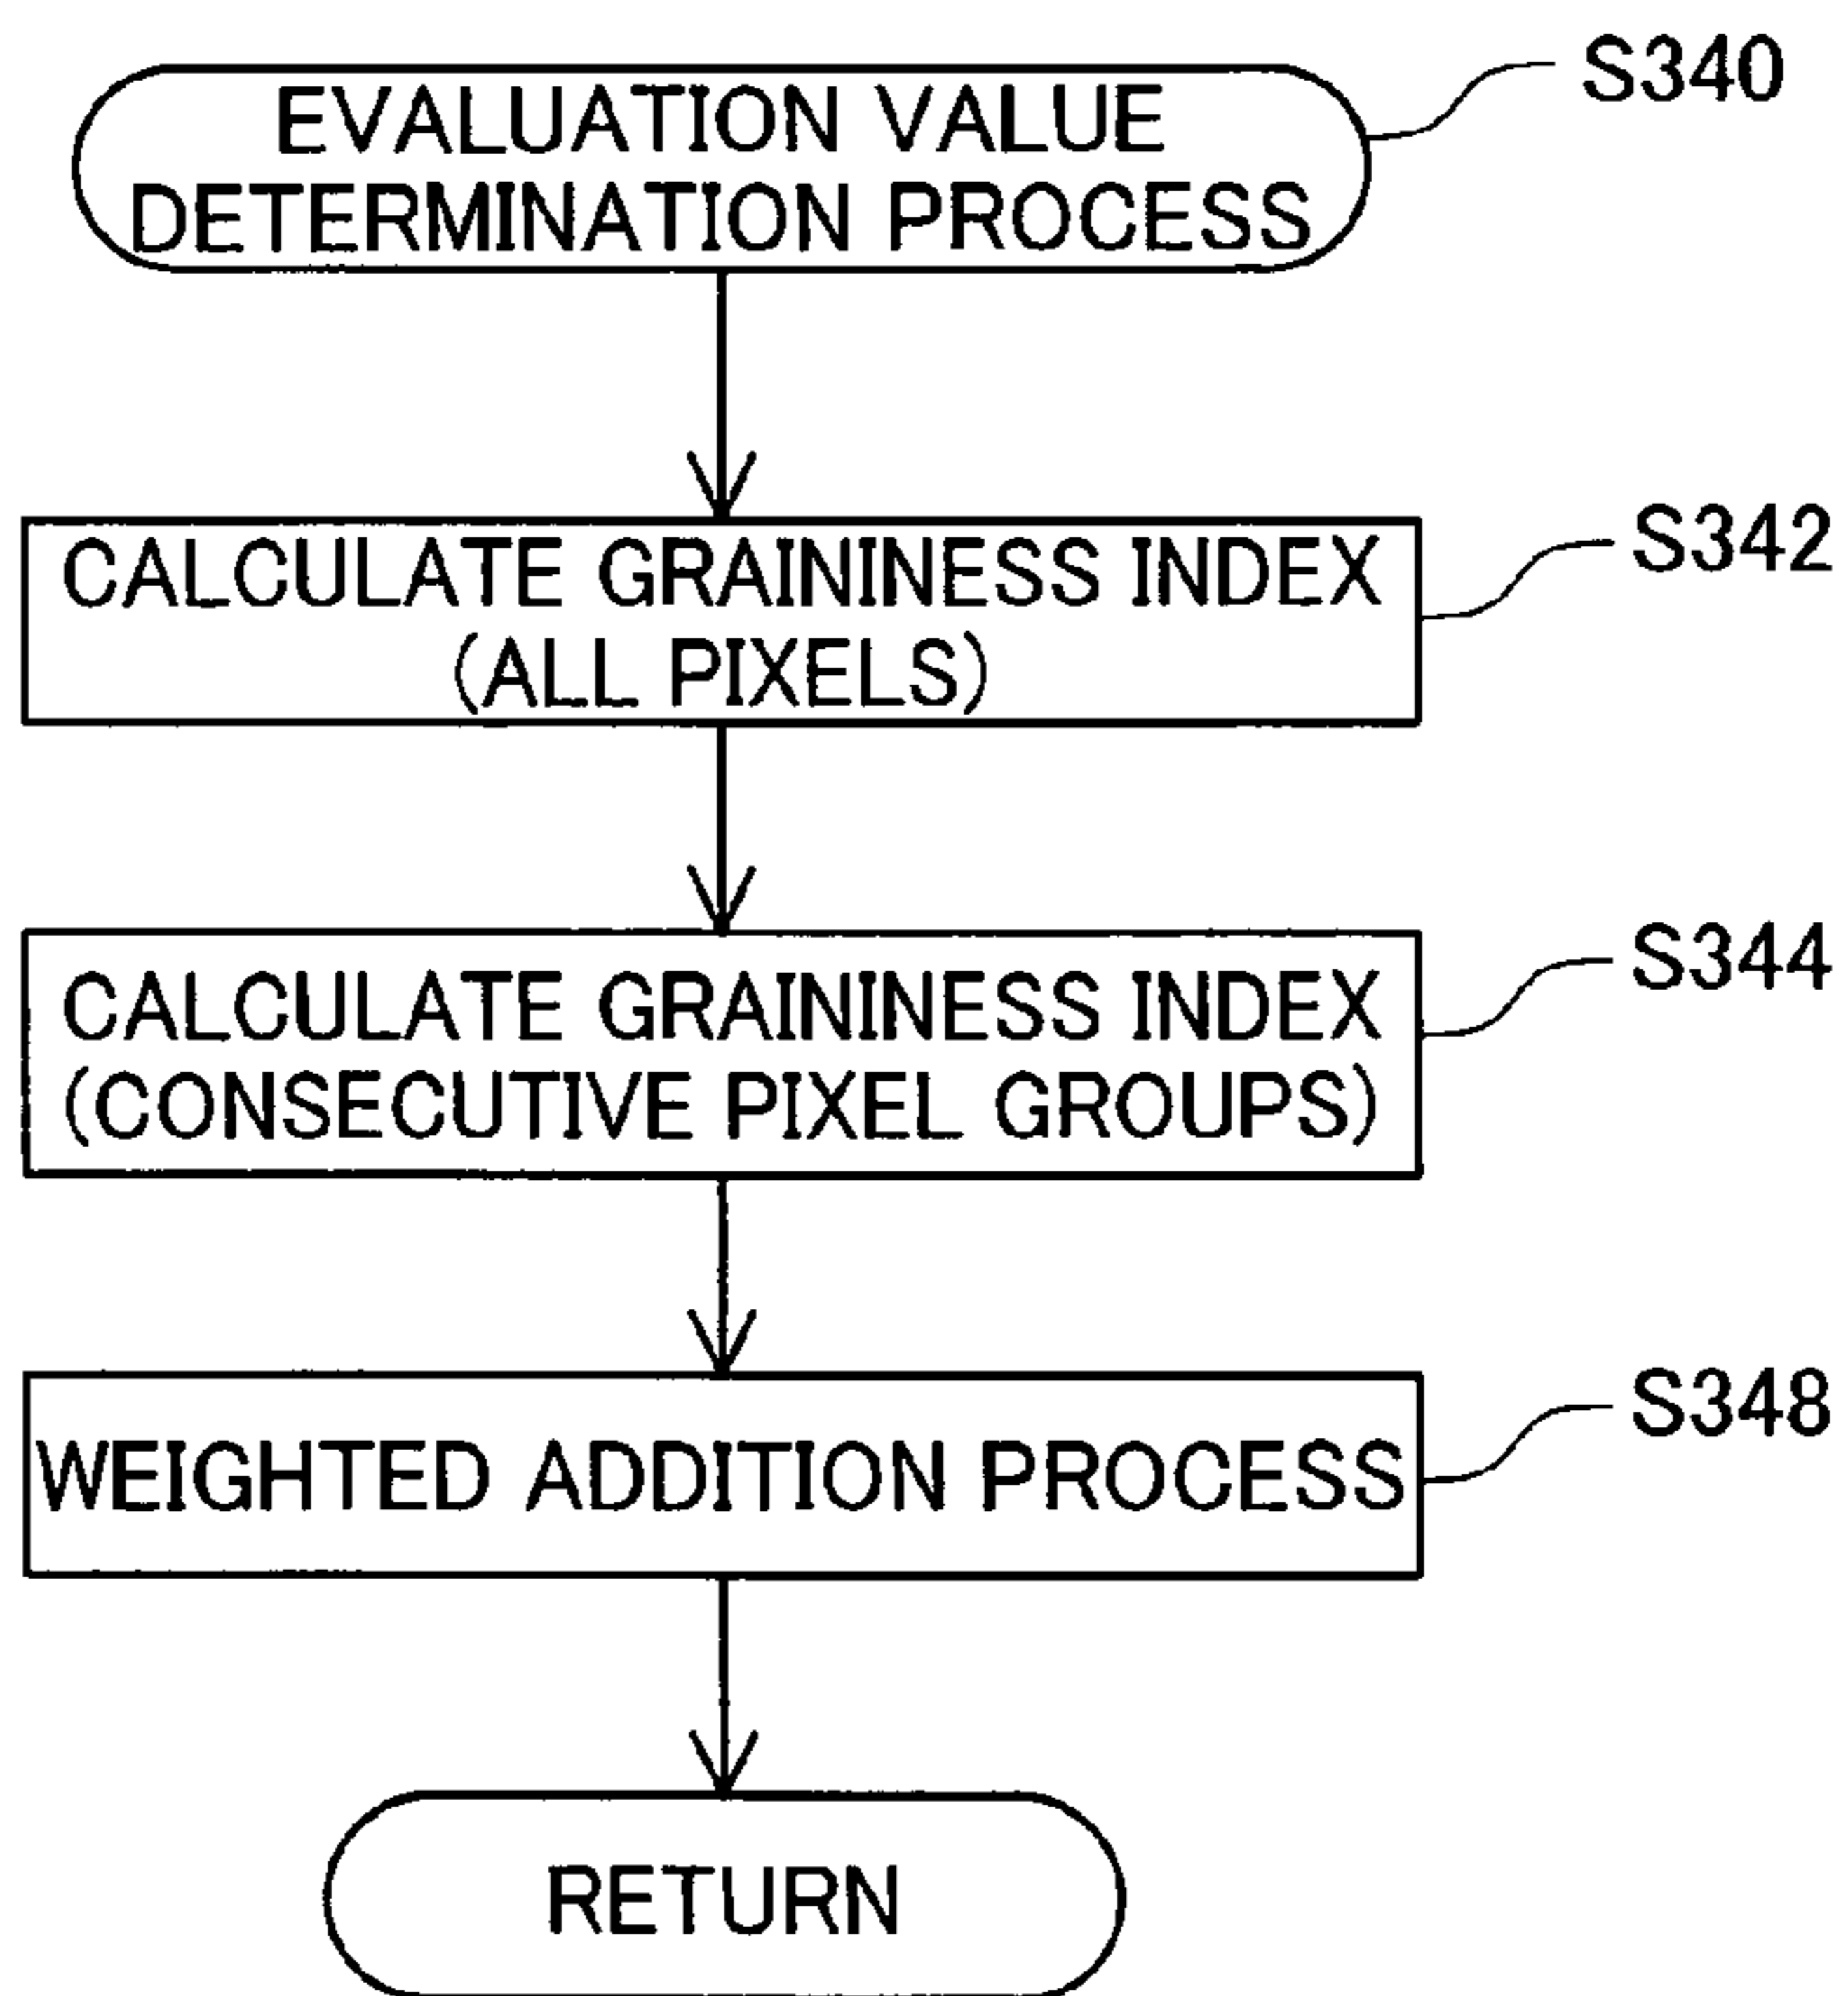 S340
EVALUATION VALUE
DETERMINATION PROCESS
S342
CALCULATE GRAININESS INDEX
(ALL PIXELS)
S344
CALCULATE GRAININESS INDEX
(CONSECUTIVE PIXEL GROUPS)
S348
WEIGHTED ADDITION PROCESS
RETURN